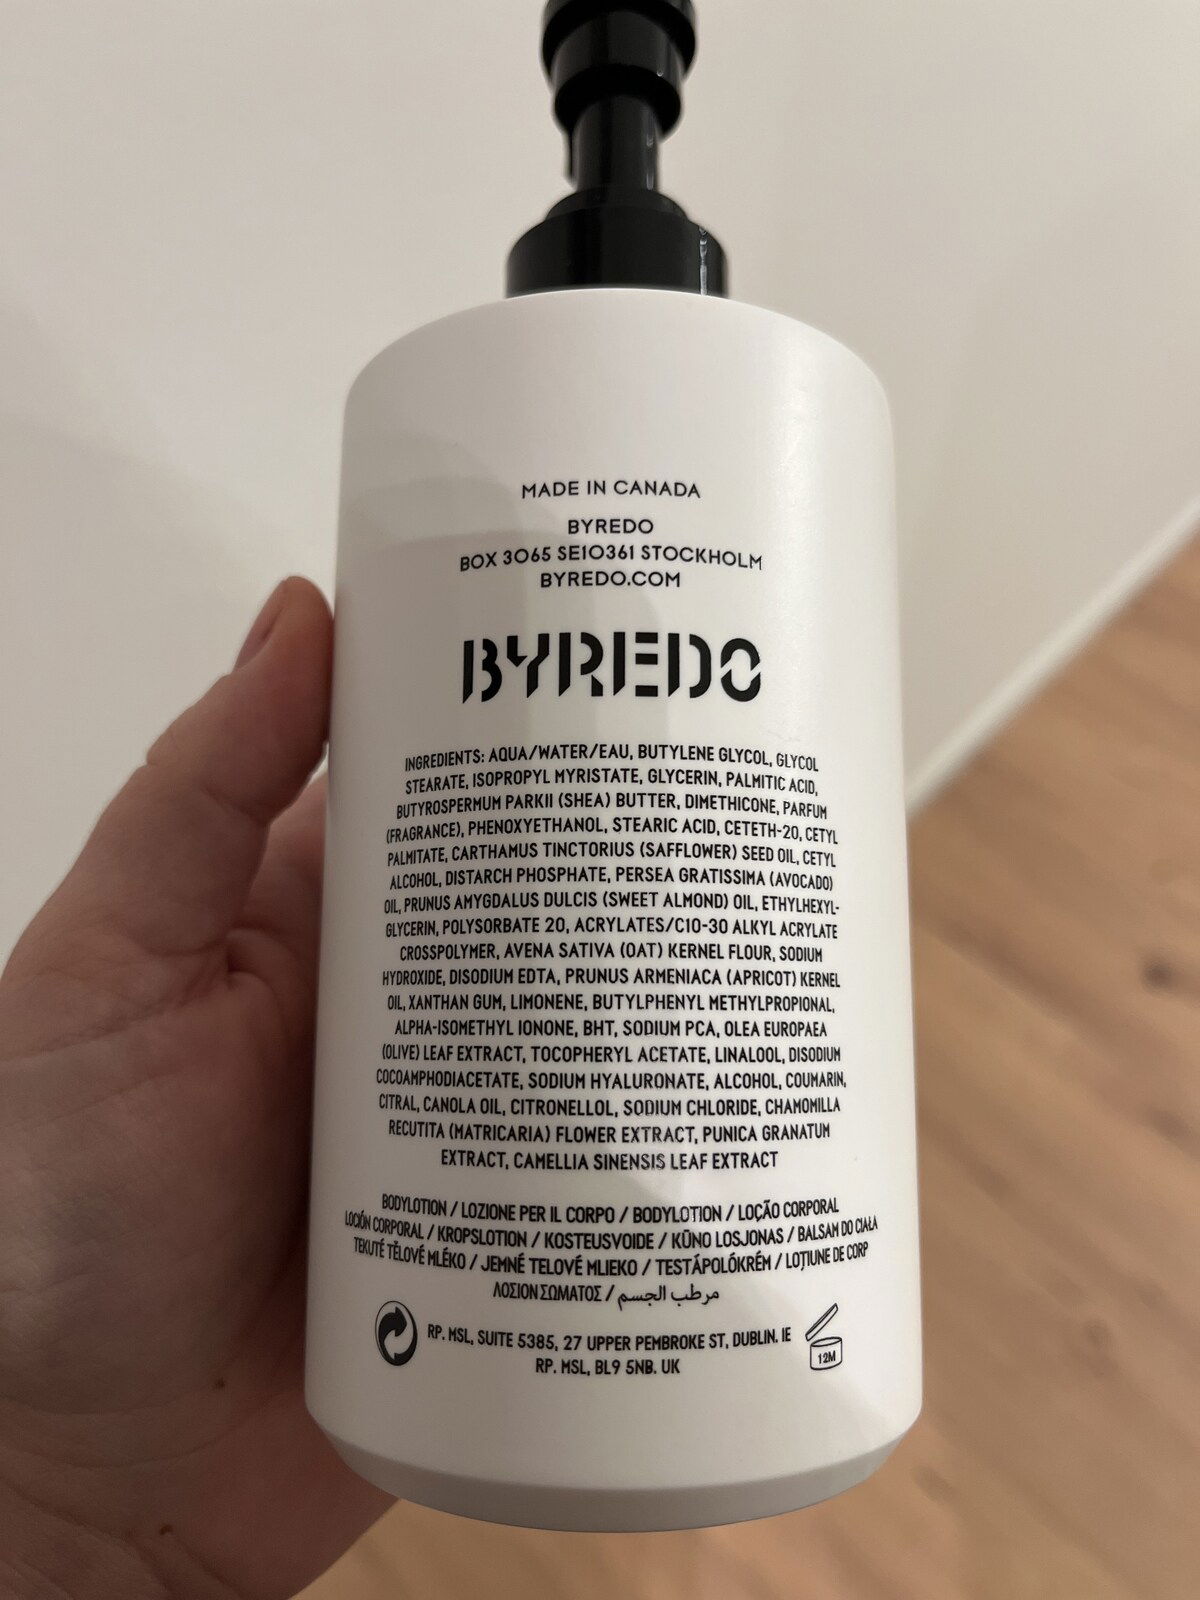 MADE IN CANADA
BYREDO
BOX 3065 SE10361 STOCKHOLM
BYREDO.COM
BYREDO
INGREDIENTS: AQUA/WATER/EAU, BUTYLENE GLYCOL, GLYCOL
STEARATE, ISOPROPYL MYRISTATE, GLYCERIN, PALMITIC ACID,
BUTYROSPERMUM PARKII (SHEA) BUTTER, DIMETHICONE, PARFUM
(FRAGRANCE), PHENOXYETHANOL, STEARIC ACID, CETETH-20, CETYL
PALMITATE, CARTHAMUS TINCTORIUS (SAFFLOWER) SEED OIL, CETYL
ALCOHOL, DISTARCH PHOSPHATE, PERSEA GRATISSIMA (AVOCADO)
OIL, PRUNUS AMYGDALUS DULCIS (SWEET ALMOND) OIL, ETHYLHEXYL-
GLYCERIN, POLYSORBATE 20, ACRYLATES/C10-30 ALKYL ACRYLATE
CROSSPOLYMER, AVENA SATIVA (OAT) KERNEL FLOUR, SODIUM
HYDROXIDE, DISODIUM EDTA, PRUNUS ARMENIACA (APRICOT) KERNEL
OIL, XANTHAN GUM, LIMONENE, BUTYLPHENYL METHYLPROPIONAL,
ALPHA-ISOMETHYL IONONE, BHT, SODIUM PCA, OLEA EUROPAEA
(OLIVE) LEAF EXTRACT, TOCOPHERYL ACETATE, LINALOOL, DISODIUM
COCOAMPHODIACETATE, SODIUM HYALURONATE, ALCOHOL, COUMARIN,
CITRAL, CANOLA OIL, CITRONELLOL, SODIUM CHLORIDE, CHAMOMILLA
RECUTITA (MATRICARIA) FLOWER EXTRACT, PUNICA GRANATUM
EXTRACT, CAMELLIA SINENSIS LEAF EXTRACT
BODYLOTION / LOZIONE PER IL CORPO / BODYLOTION / LOÇÃO CORPORAL
LOCIÓN CORPORAL / KROPSLOTION / KOSTEUSVOIDE / KŪNO LOSJONAS / BALSAM DO CIAŁA
TEKUTÉ TĚLOVÉ MLÉKO / JEMNÉ TELOVÉ MLIEKO / TESTÁPOLÓKRÉM / LOȚIUNE DE CORP
ΛΟΣΙΟΝ ΣΩΜΑΤΟΣ / مرطب الجسم
RP. MSL, SUITE 5385, 27 UPPER PEMBROKE ST, DUBLIN. IE
RP. MSL, BL9 5NB. UK
12M